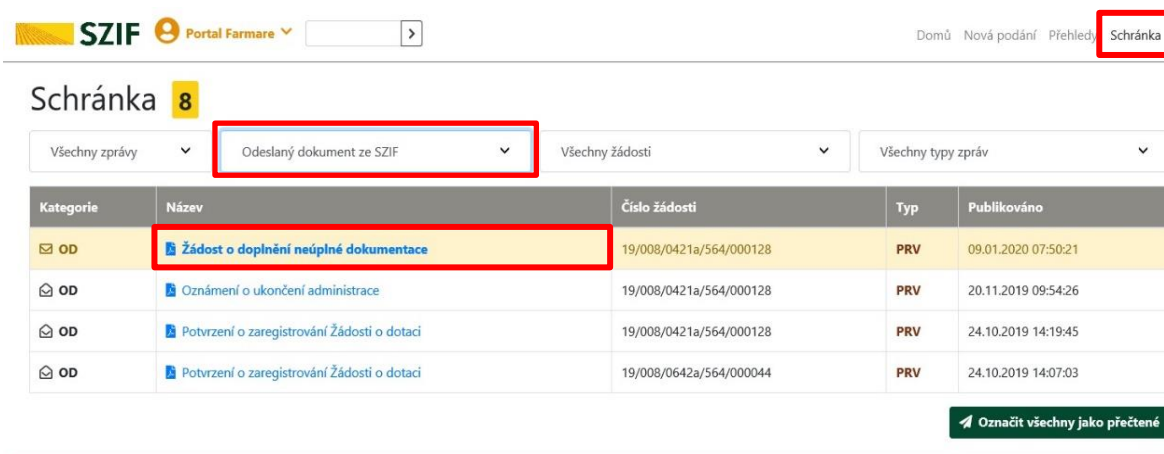 SZIF Portal Farmare Domů Nová podání Přehledy Schránka
Schránka 8
Všechny zprávy Odeslaný dokument ze SZIF Všechny žádosti Všechny typy zpráv
Kategorie Název Číslo žádosti Typ Publikováno
OD Žádost o doplnění neúplné dokumentace 19/008/0421a/564/000128 PRV 09.01.2020 07:50:21
OD Oznámení o ukončení administrace 19/008/0421a/564/000128 PRV 20.11.2019 09:54:26
OD Potvrzení o zaregistrování Žádosti o dotaci 19/008/0421a/564/000128 PRV 24.10.2019 14:19:45
OD Potvrzení o zaregistrování Žádosti o dotaci 19/008/0642a/564/000044 PRV 24.10.2019 14:07:03
Označit všechny jako přečtené